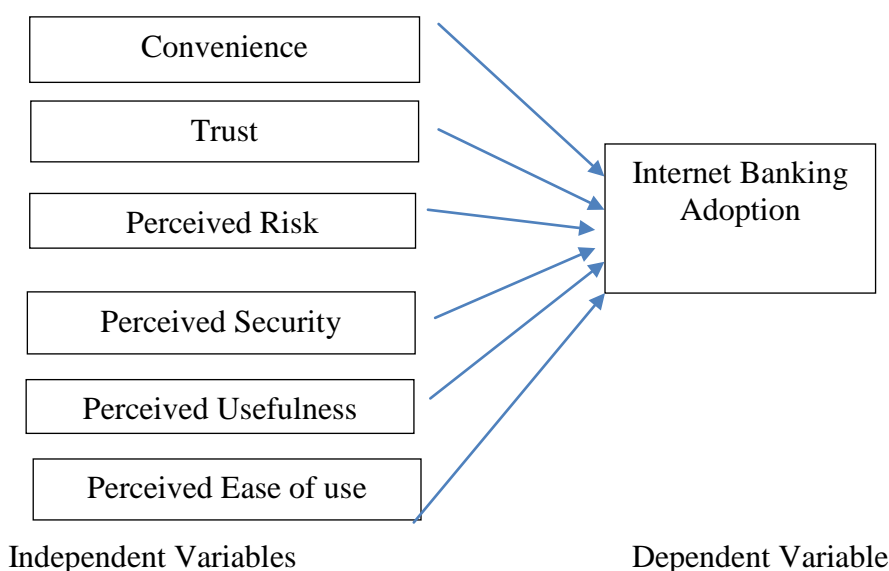 Convenience
Trust
Perceived Risk
Perceived Security
Perceived Usefulness
Perceived Ease of use
Internet Banking
Adoption
Independent Variables
Dependent Variable